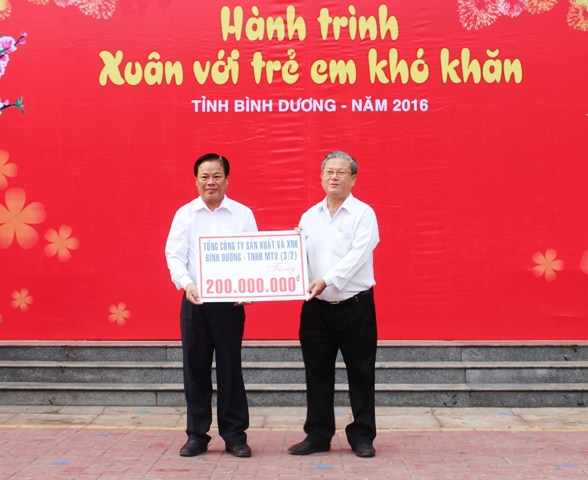 Hành trình
Xuân với trẻ em khó khăn
TỈNH BÌNH DƯƠNG - NĂM 2016
TỔNG CÔNG TY SẢN XUẤT VÀ XNK
BÌNH DƯƠNG - TNHH MTV (3/2)
Tặng
200.000.000đ